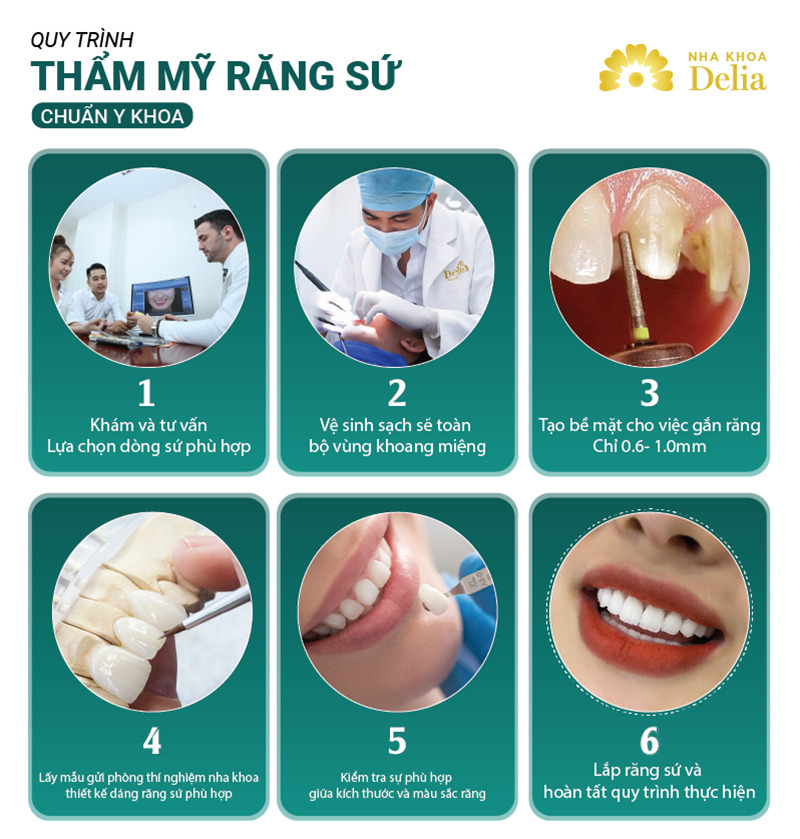 QUY TRÌNH
THẨM MỸ RĂNG SỨ
CHUẨN Y KHOA
NHA KHOA
Delia
Delia
1
Khám và tư vấn
Lựa chọn dòng sứ phù hợp
2
Vệ sinh sạch sẽ toàn
bộ vùng khoang miệng
3
Tạo bề mặt cho việc gắn răng
Chỉ 0.6- 1.0mm
4
Lấy mẫu gửi phòng thí nghiệm nha khoa
thiết kế dáng răng sứ phù hợp
5
Kiểm tra sự phù hợp
giữa kích thước và màu sắc răng
6
Lắp răng sứ và
hoàn tất quy trình thực hiện